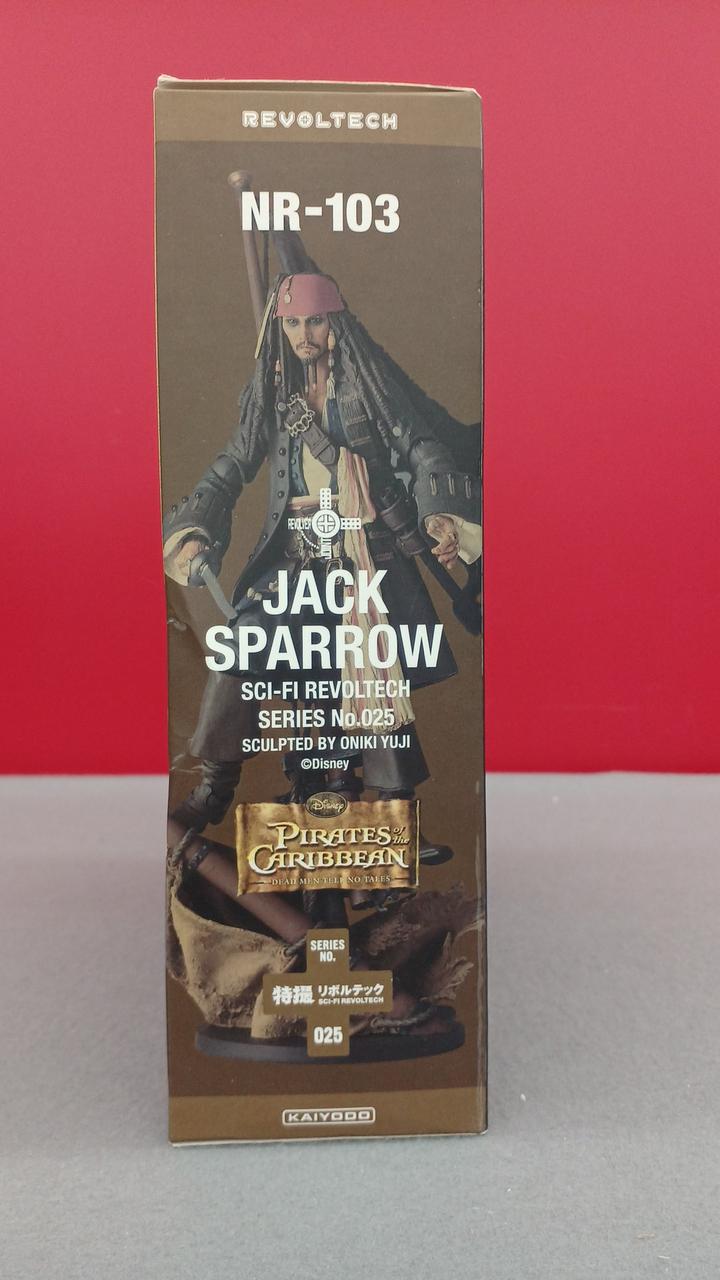 REVOLTECH
NR-103
REVOLVER
JOINT
JACK
SPARROW
SCI-FI REVOLTECH
SERIES No.025
SCULPTED BY ONIKI YUJI
©Disney
Disney
PIRATES of the
CARIBBEAN
DEAD MEN TELL NO TALES
SERIES
NO.
特撮 リボルテック
SCI-FI REVOLTECH
025
KAIYODO